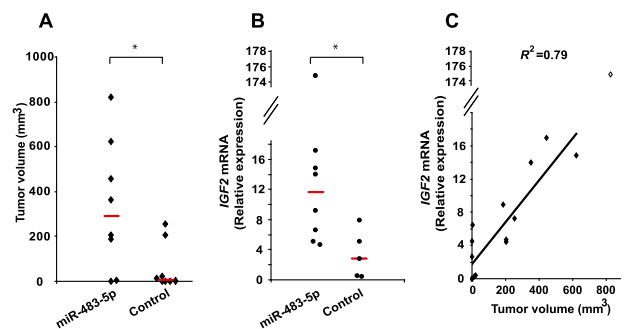 A
B
C
*
Tumor volume (mm3)
1000
800
600
400
200
0
miR-483-5p
Control
*
IGF2 mRNA
(Relative expression)
178
176
174
16
12
8
4
0
miR-483-5p
Control
R2=0.79
IGF2 mRNA
(Relative expression)
178
176
174
16
12
8
4
0
0
200
400
600
800
Tumor volume (mm3)